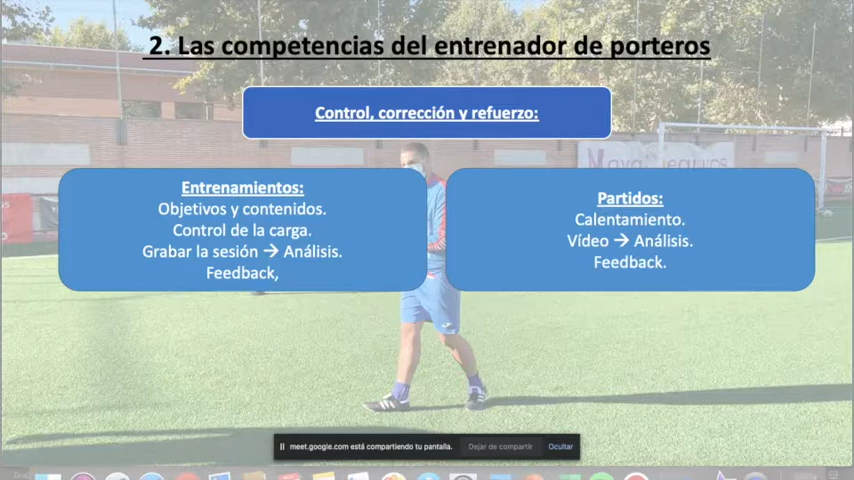 2. Las competencias del entrenador de porteros
Control, corrección y refuerzo:
Entrenamientos:
Objetivos y contenidos.
Control de la carga.
Grabar la sesión → Análisis.
Feedback,
Partidos:
Calentamiento.
Vídeo → Análisis.
Feedback.
meet.google.com está compartiendo tu pantalla.
Dejar de compartir
Ocultar